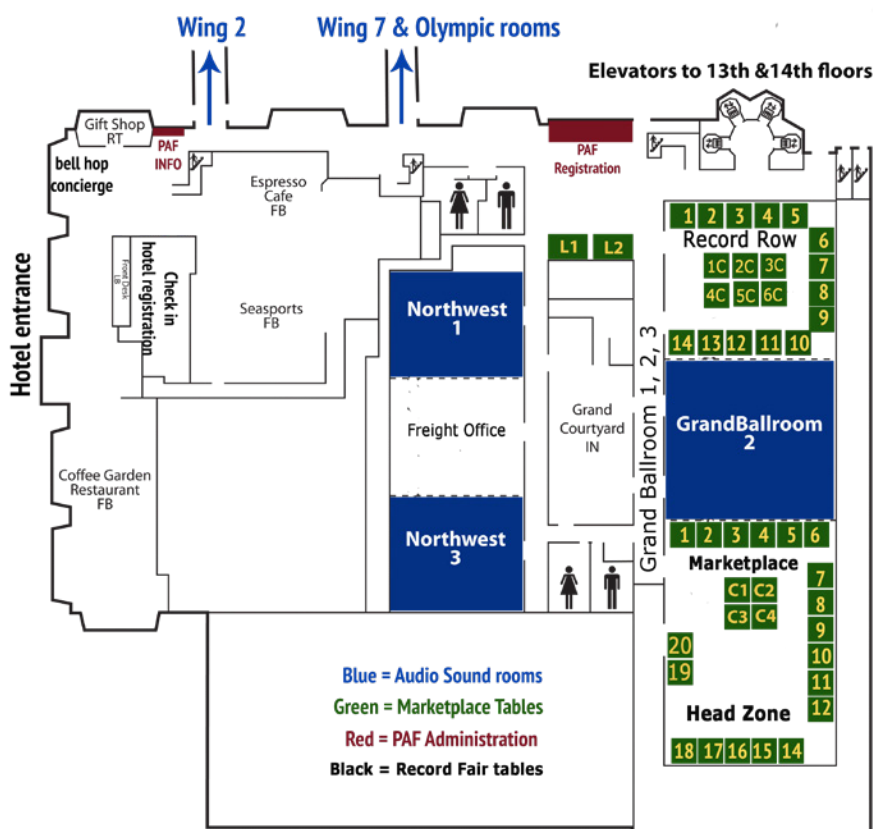 Wing 2
Wing 7 & Olympic rooms
Elevators to 13th &14th floors
Gift Shop
RT
PAF
INFO
PAF
Registration
bell hop
concierge
Espresso
Cafe
FB
1 2 3 4 5
Record Row
6
7
8
9
1C 2C 3C
4C 5C 6C
L1 L2
Front Desk
LB
Check in
hotel registration
Hotel entrance
Seasports
FB
Northwest
1
14 13 12 11 10
Grand Ballroom 1, 2, 3
Freight Office
Grand
Courtyard
IN
GrandBallroom
2
Coffee Garden
Restaurant
FB
Northwest
3
1 2 3 4 5 6
Marketplace
7
8
9
10
11
12
C1 C2
C3 C4
20
19
Head Zone
18 17 16 15 14
Blue = Audio Sound rooms
Green = Marketplace Tables
Red = PAF Administration
Black = Record Fair tables